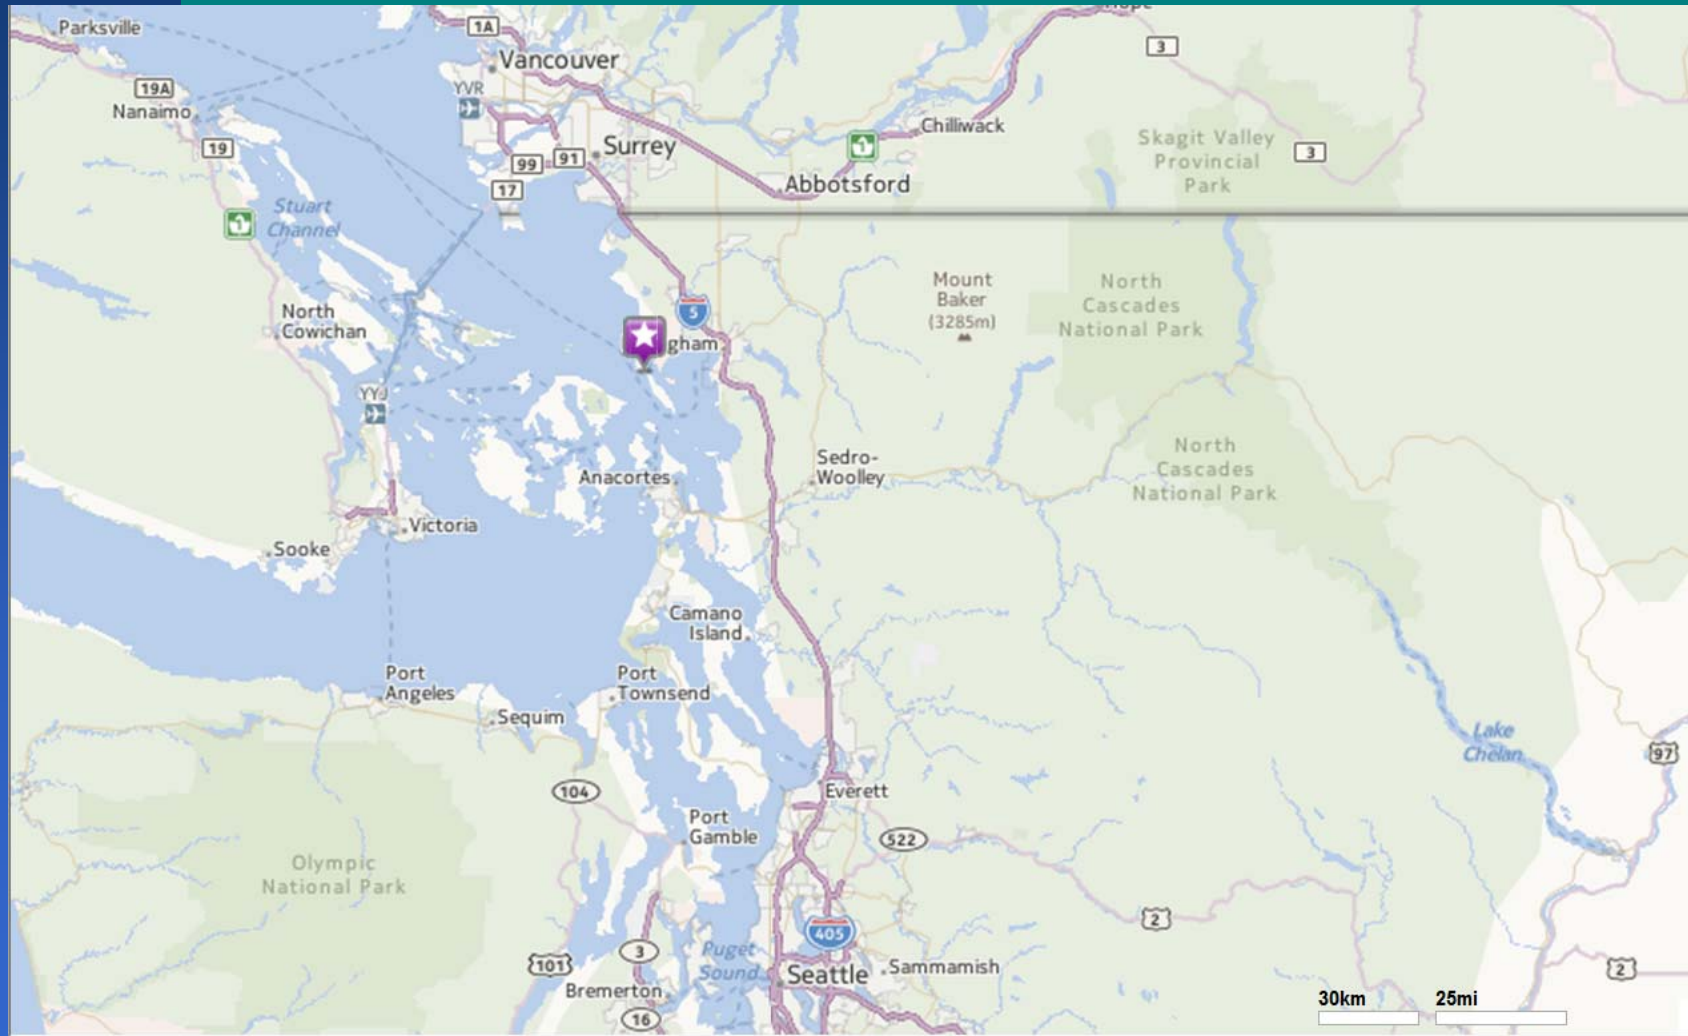 Parksville
1A
Vancouver
Hope
3
19A
YVR
Nanaimo
Chilliwack
19
Surrey
99
91
Skagit Valley
Provincial
Park
3
17
Abbotsford
1
Stuart
Channel
1
North
Cowichan
Mount
Baker
(3285m)
North
Cascades
National Park
5
gham
YYJ
Anacortes
Sedro-
Woolley
North
Cascades
National Park
Victoria
Sooke
Camano
Island
Port
Angeles
Port
Townsend
Sequim
Lake
Chelan
97
104
Everett
Port
Gamble
522
Olympic
National Park
2
405
3
101
Puget
Sound
Seattle
Sammamish
2
Bremerton
16
30km
25mi